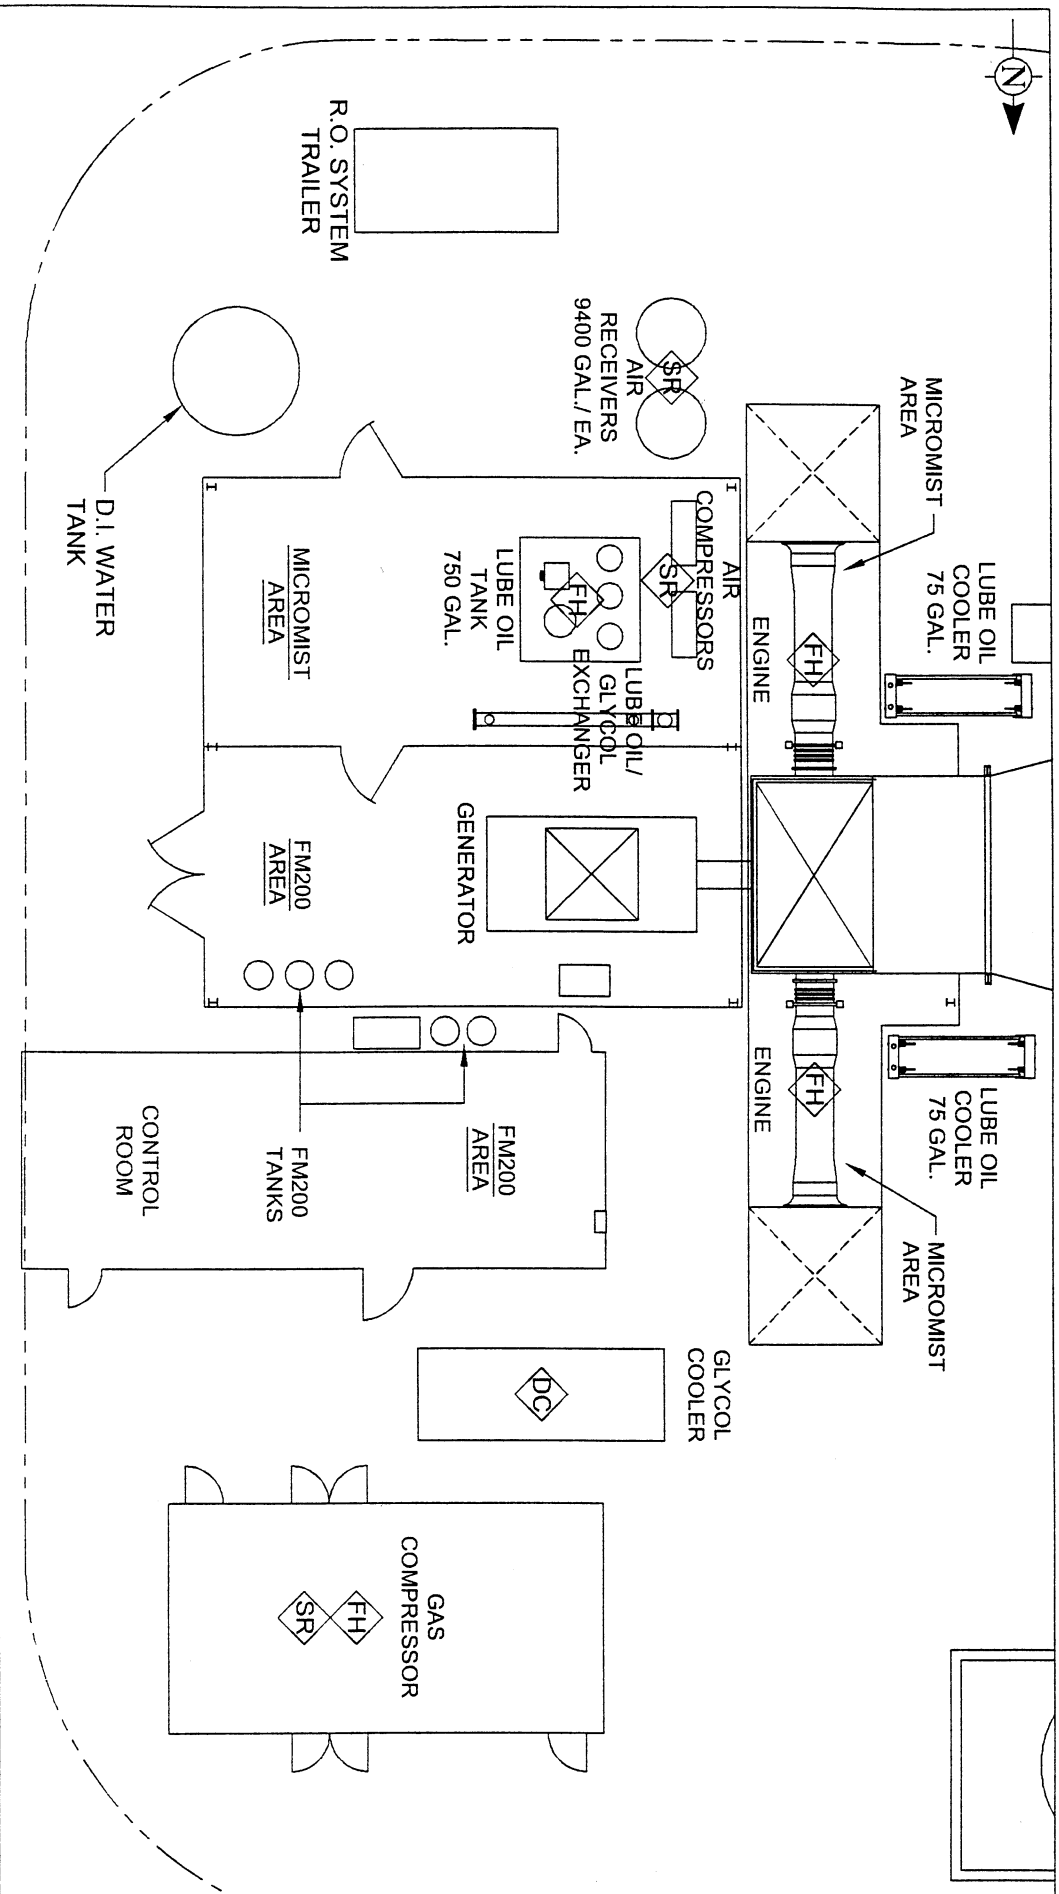 N
R.O. SYSTEM
TRAILER
D.I. WATER
TANK
AIR
RECEIVERS
9400 GAL./ EA.
SR
MICROMIST
AREA
LUBE OIL
COOLER
75 GAL.
ENGINE
FH
AIR
COMPRESSORS
SR
LUBE OIL
TANK
750 GAL.
FH
MICROMIST
AREA
LUBE OIL/
GLYCOL
EXCHANGER
GENERATOR
FM200
AREA
ENGINE
FH
LUBE OIL
COOLER
75 GAL.
MICROMIST
AREA
FM200
AREA
FM200
TANKS
CONTROL
ROOM
GLYCOL
COOLER
DC
GAS
COMPRESSOR
FH
SR